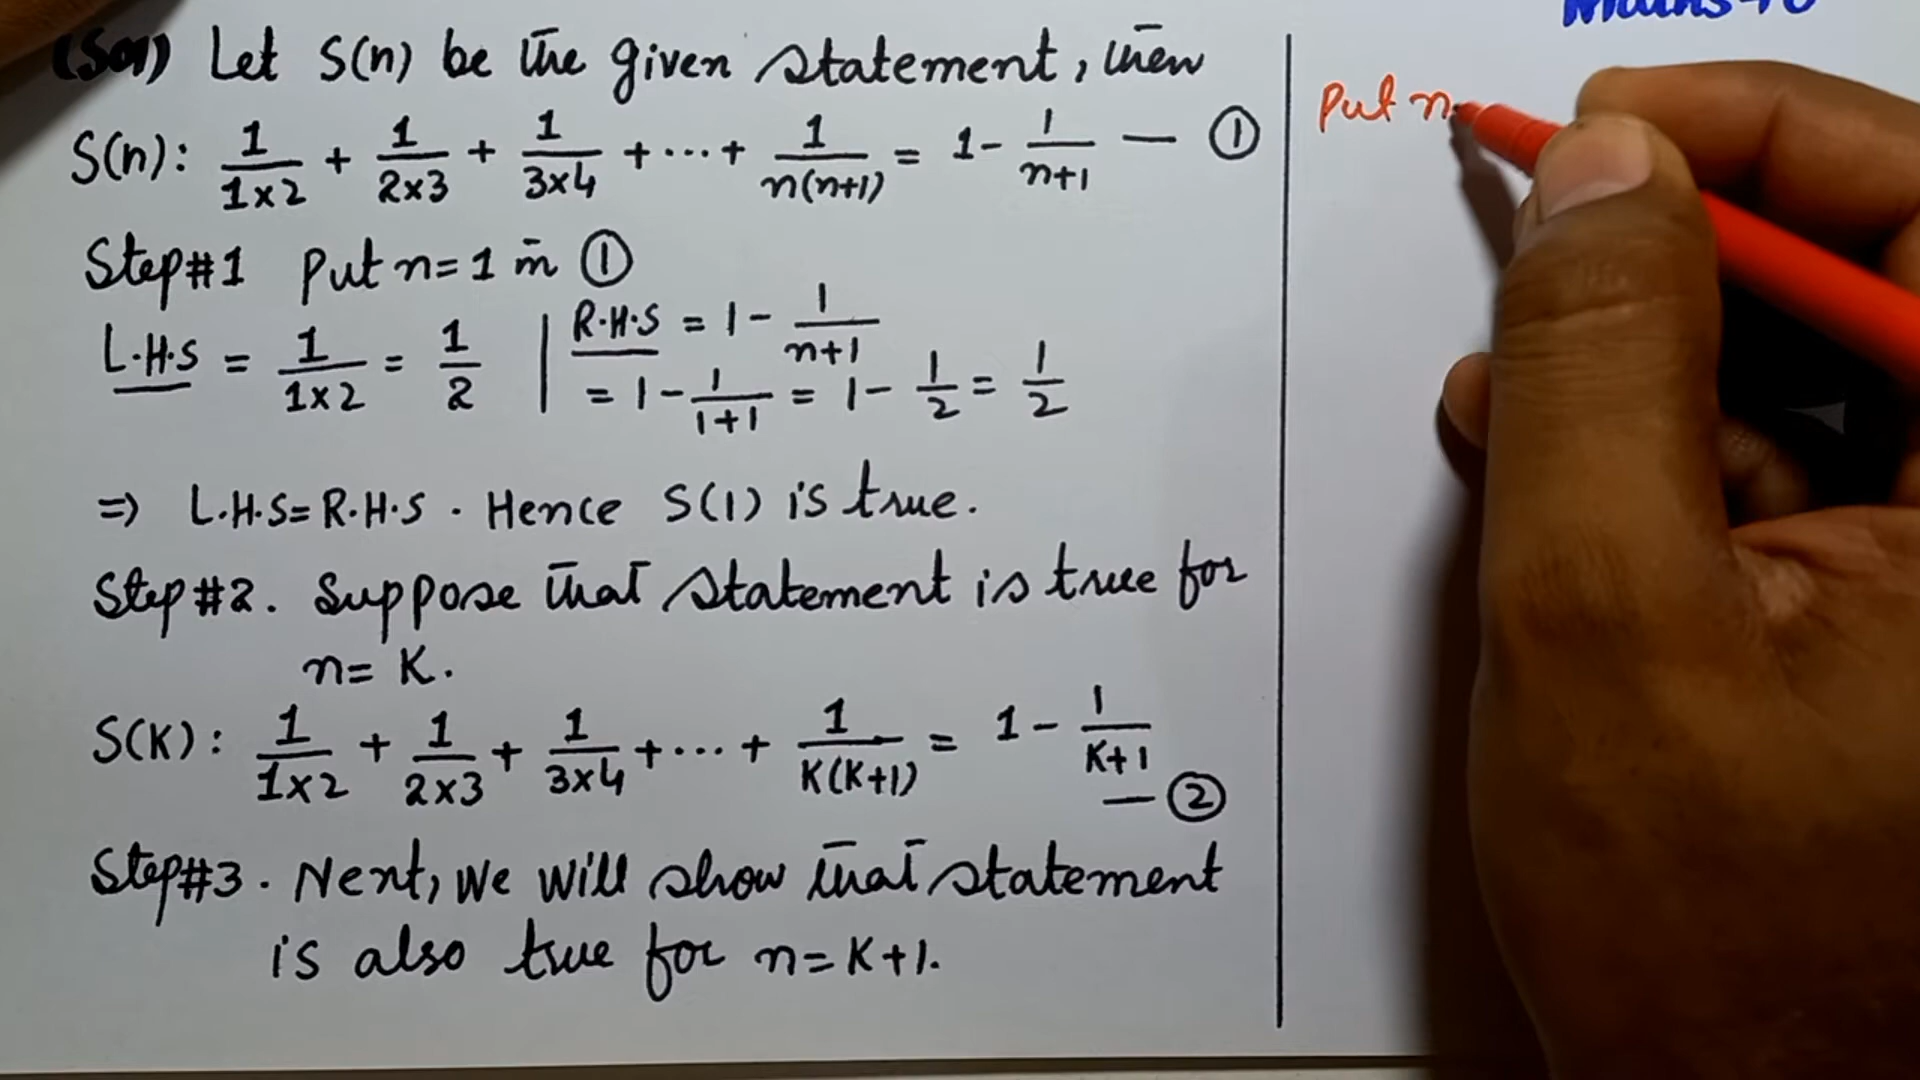 (Sol) Let S(n) be the given statement, then
S(n): 1/1×2 + 1/2×3 + 1/3×4 + ... + 1/n(n+1) = 1 - 1/n+1 — ①
Step#1 Put n=1 in ①
L.H.S = 1/1×2 = 1/2 | R.H.S = 1 - 1/n+1
= 1 - 1/1+1 = 1 - 1/2 = 1/2
⇒ L.H.S=R.H.S. Hence S(1) is true.
Step#2. Suppose that statement is true for
n= K.
S(K): 1/1×2 + 1/2×3 + 1/3×4 + ... + 1/K(K+1) = 1 - 1/K+1
— ②
Step#3. Next, we will show that statement
is also true for n=K+1.
Put n